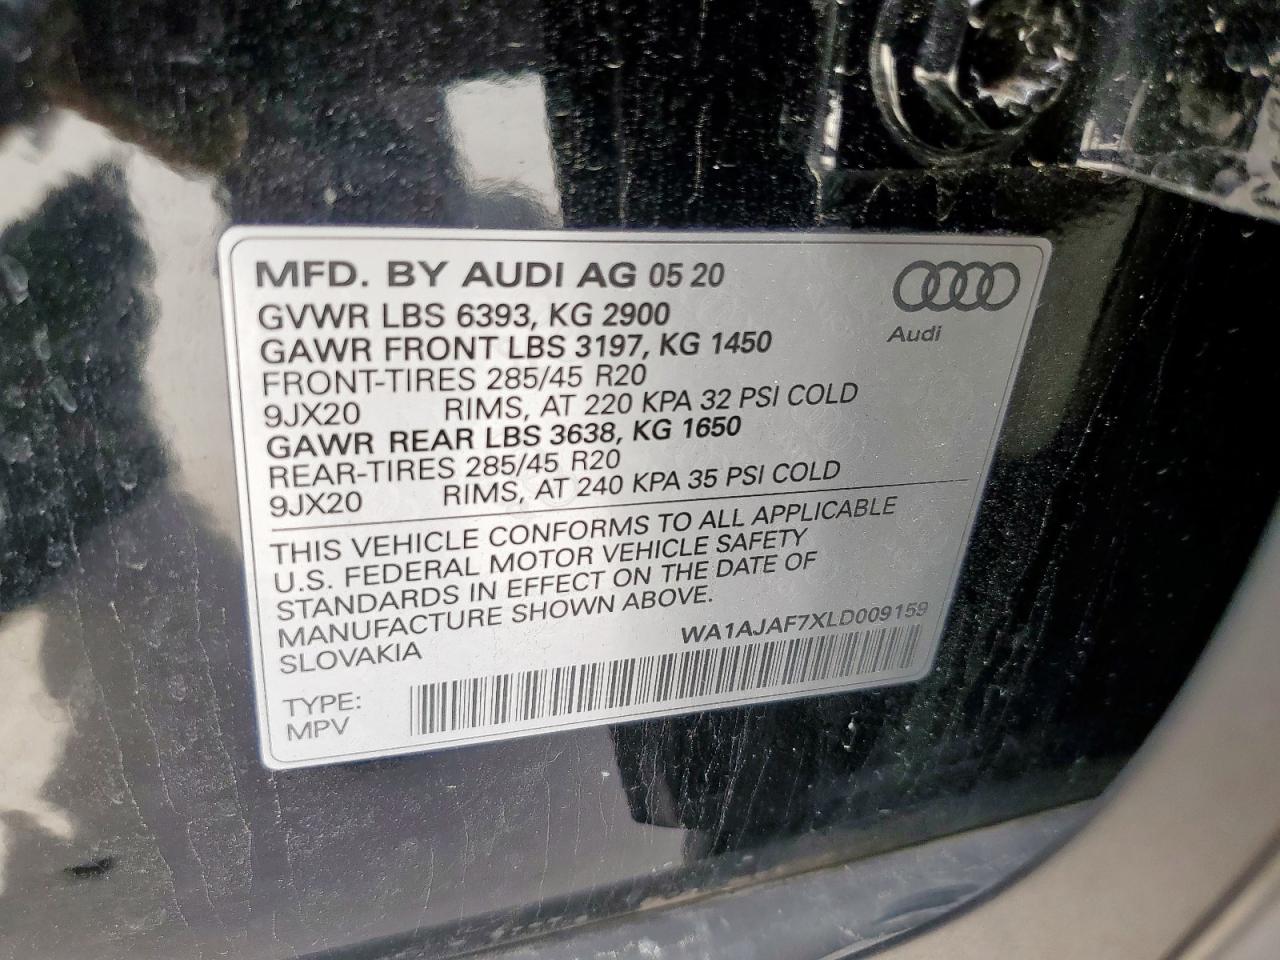 MFD. BY AUDI AG 05 20
GVWR LBS 6393, KG 2900
GAWR FRONT LBS 3197, KG 1450
FRONT-TIRES 285/45 R20
9JX20 RIMS, AT 220 KPA 32 PSI COLD
GAWR REAR LBS 3638, KG 1650
REAR-TIRES 285/45 R20
9JX20 RIMS, AT 240 KPA 35 PSI COLD
Audi
THIS VEHICLE CONFORMS TO ALL APPLICABLE
U.S. FEDERAL MOTOR VEHICLE SAFETY
STANDARDS IN EFFECT ON THE DATE OF
MANUFACTURE SHOWN ABOVE.
SLOVAKIA
WA1AJAF7XLD009159
TYPE:
MPV